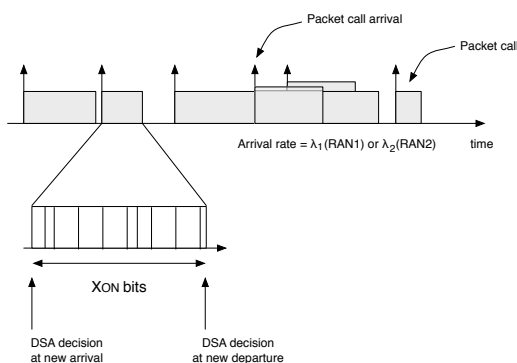 Packet call arrival
Packet call
Arrival rate = λ1(RAN1) or λ2(RAN2)
time
XON bits
DSA decision
at new arrival
DSA decision
at new departure